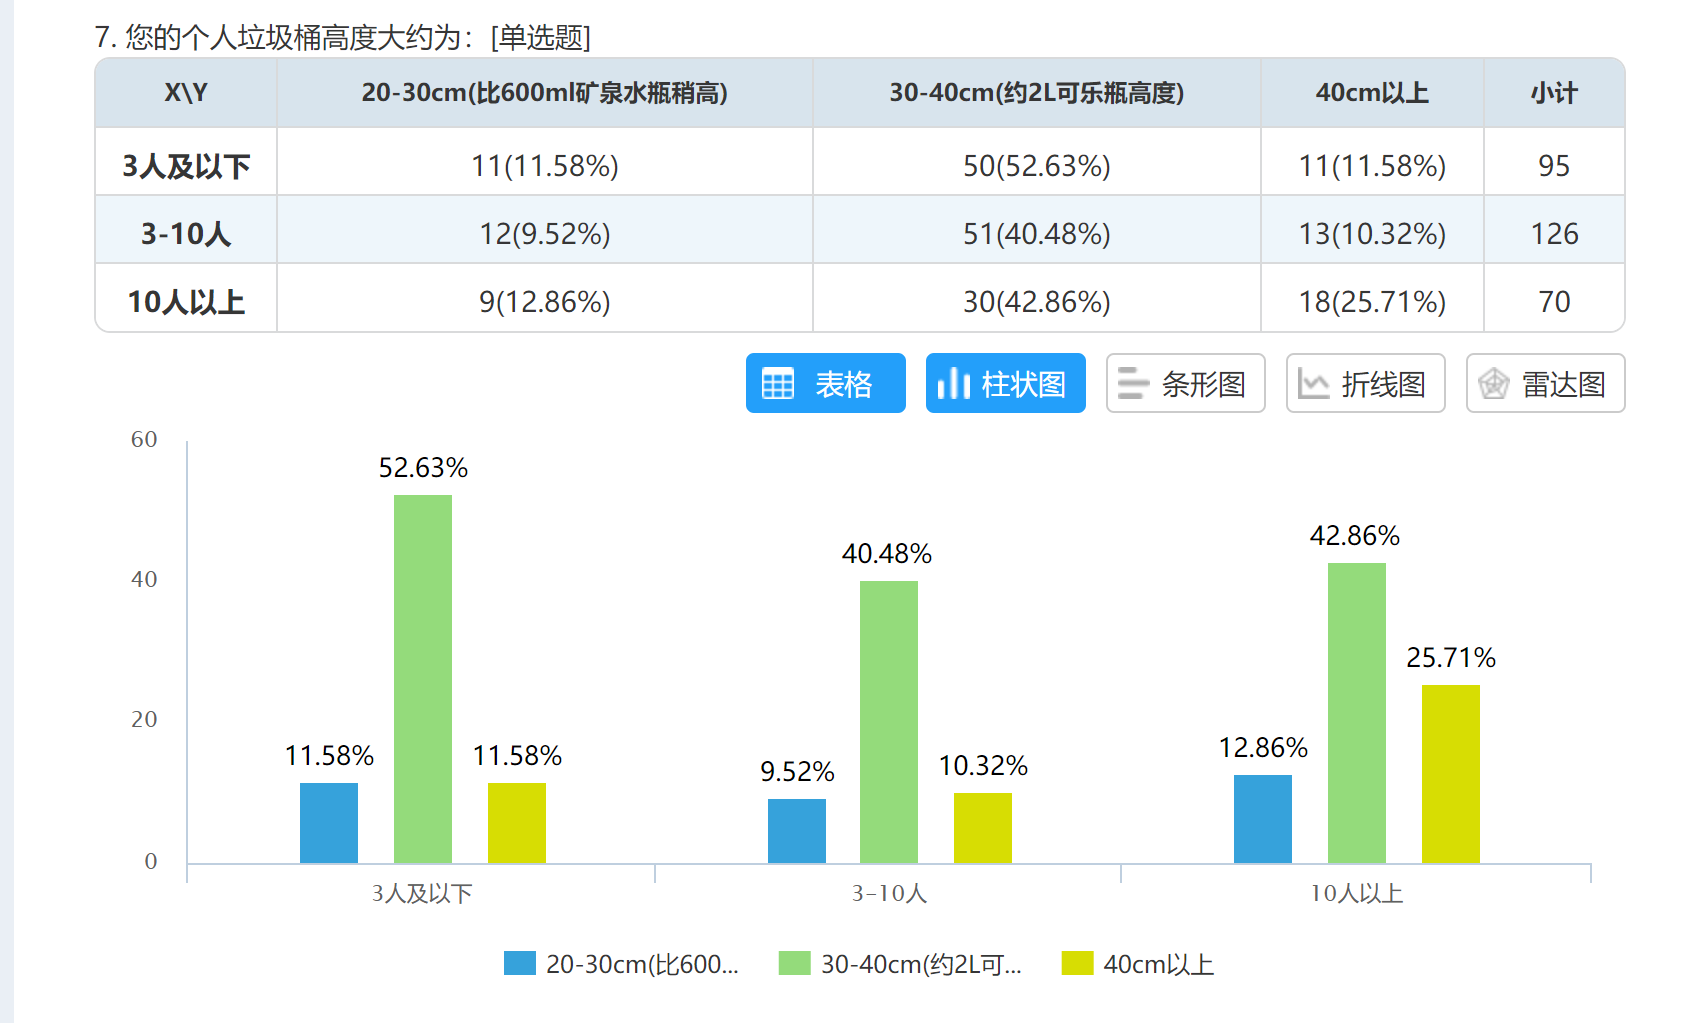 7. 您的个人垃圾桶高度大约为：[单选题]
X\Y 20-30cm(比600ml矿泉水瓶稍高) 30-40cm(约2L可乐瓶高度) 40cm以上 小计
3人及以下 11(11.58%) 50(52.63%) 11(11.58%) 95
3-10人 12(9.52%) 51(40.48%) 13(10.32%) 126
10人以上 9(12.86%) 30(42.86%) 18(25.71%) 70
表格 柱状图 条形图 折线图 雷达图
60
52.63%
42.86%
40.48%
40
25.71%
20
11.58% 11.58% 9.52% 10.32% 12.86%
0
3人及以下 3-10人 10人以上
20-30cm(比600... 30-40cm(约2L可... 40cm以上